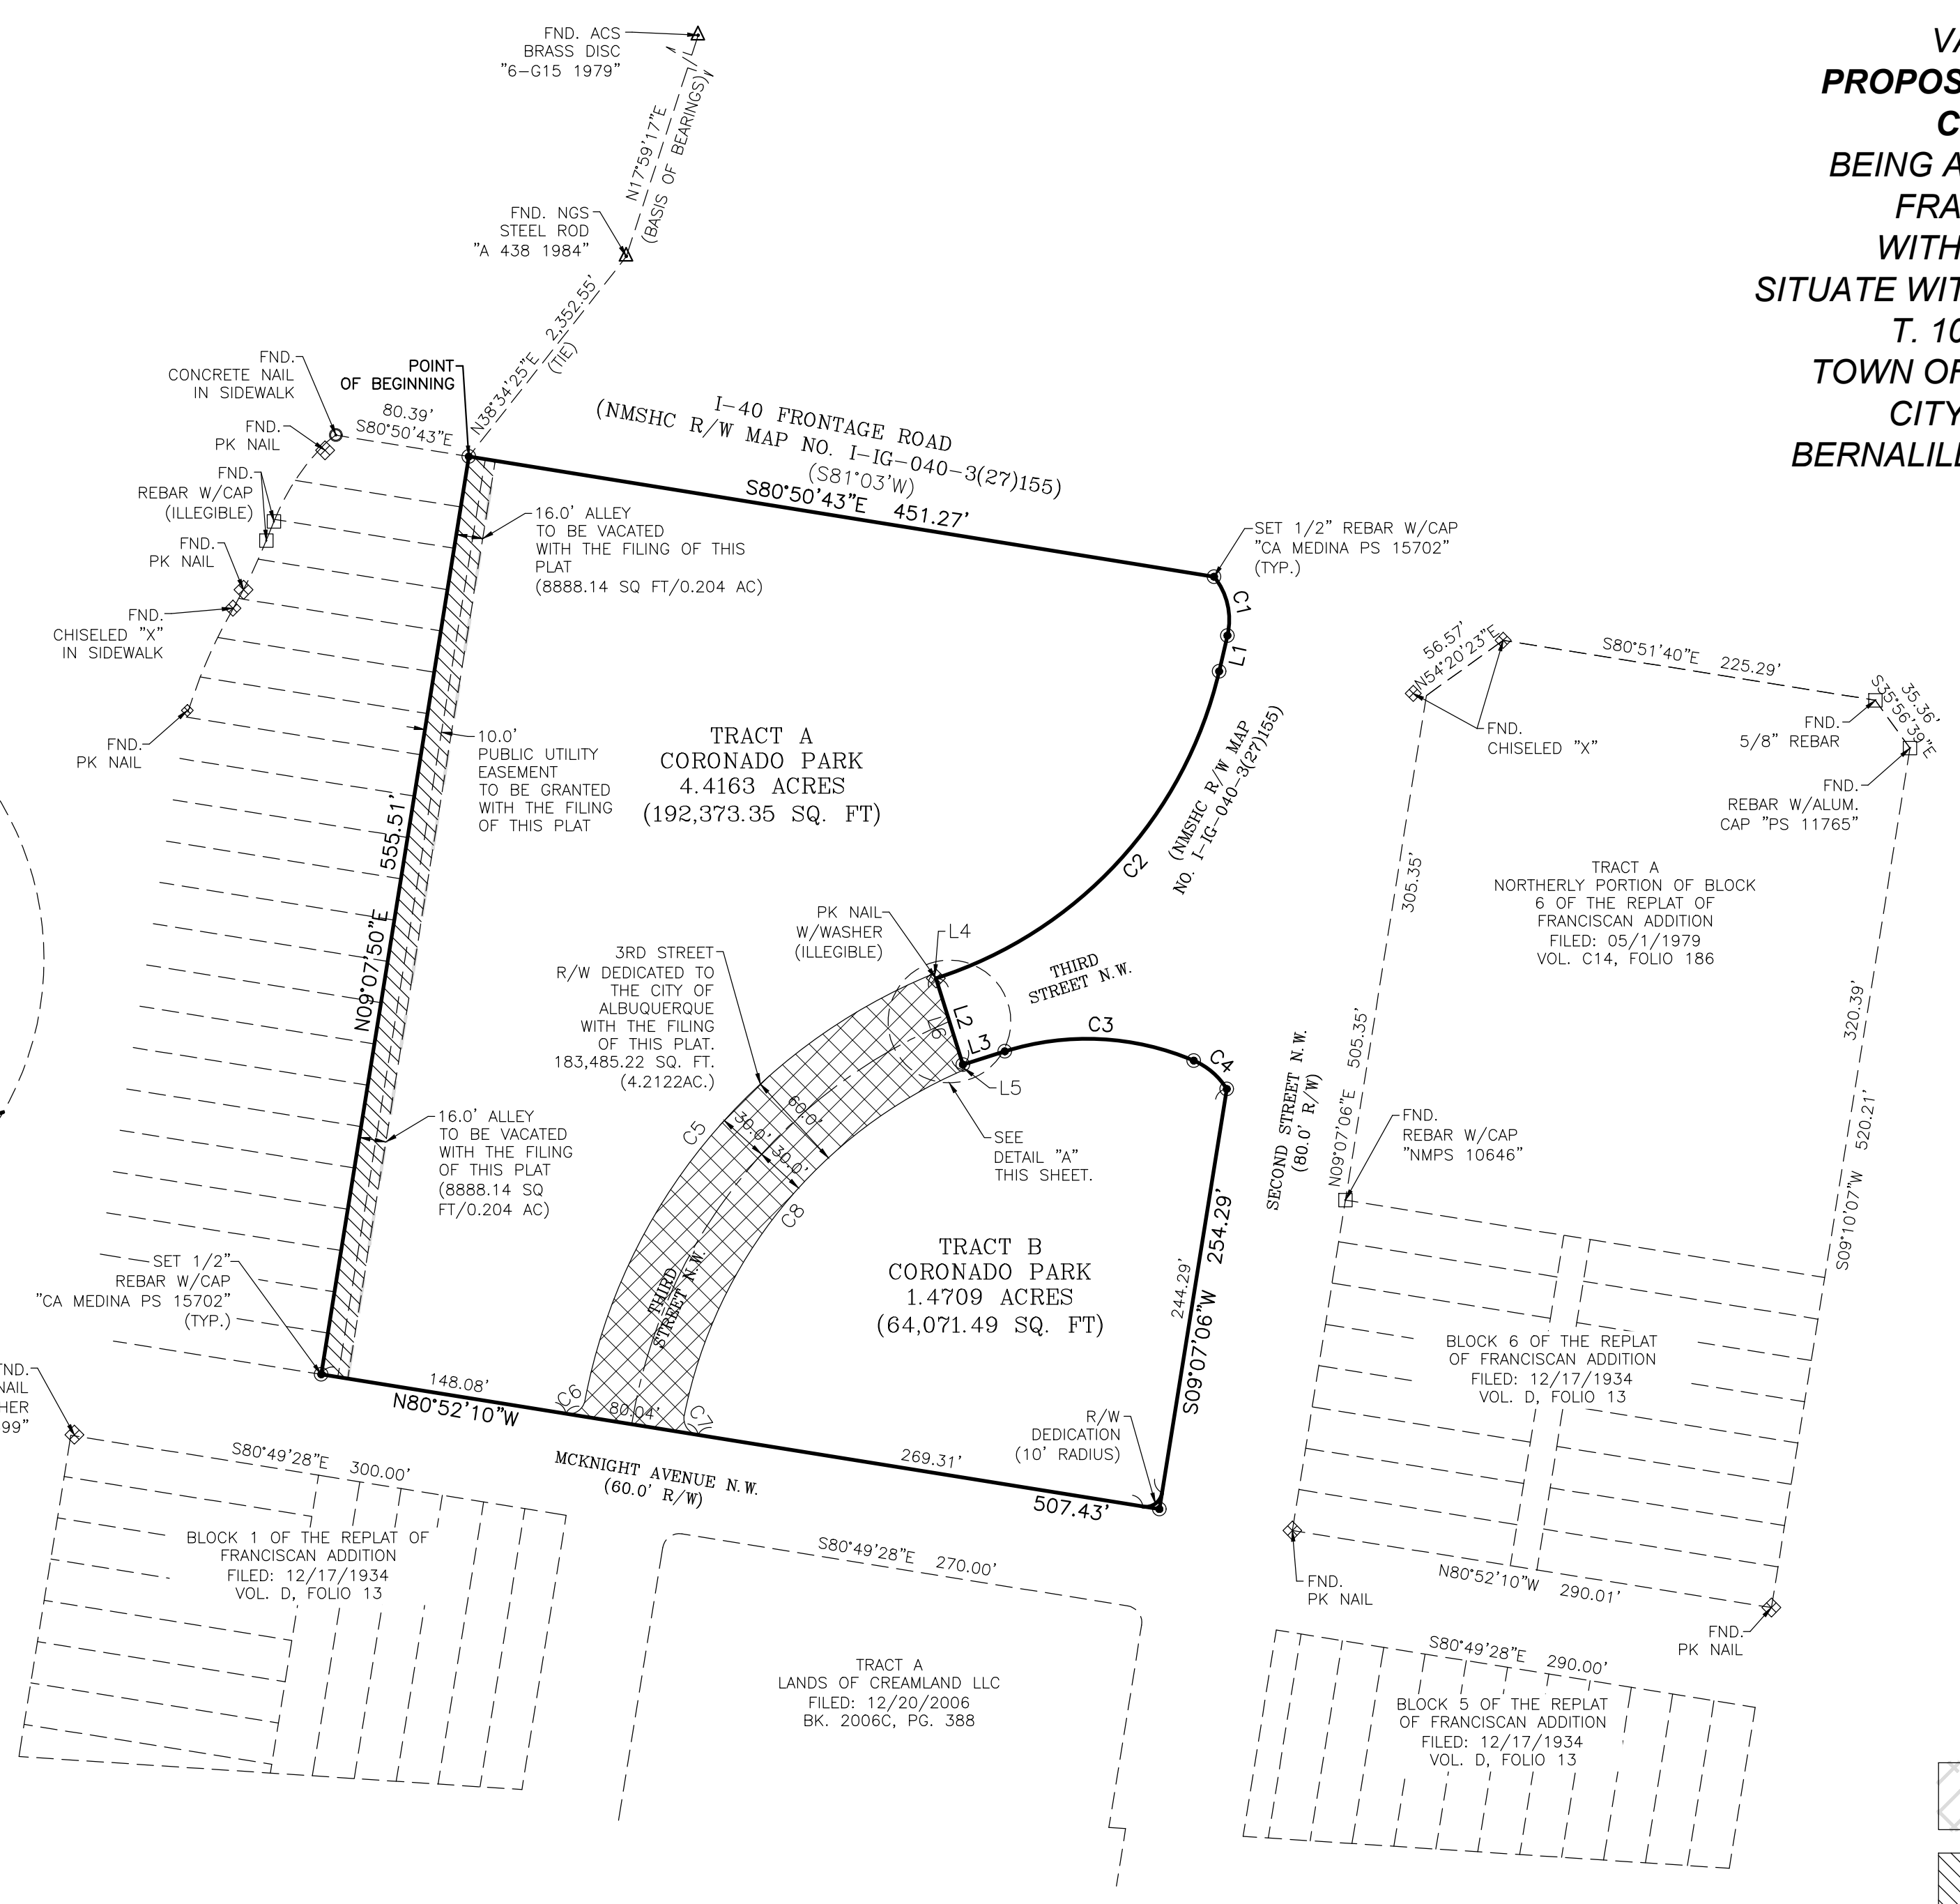 FND. ACS
BRASS DISC
"6-G15 1979"
N17°59'17"E
(BASIS OF BEARINGS)
FND. NGS
STEEL ROD
"A 438 1984"
N38°34'25"E 2,352.55'
(TIE)
VA
PROPOS
C
BEING A
FRA
WITH
SITUATE WIT
T. 10
TOWN OF
CITY
BERNALILL
FND.
CONCRETE NAIL
IN SIDEWALK
POINT
OF BEGINNING
80.39'
S80°50'43"E
FND.
PK NAIL
FND.
REBAR W/CAP
(ILLEGIBLE)
FND.
PK NAIL
FND.
CHISELED "X"
IN SIDEWALK
FND.
PK NAIL
I-40 FRONTAGE ROAD
(NMSHC R/W MAP NO. I-IG-040-3(27)155)
(S81°03'W)
S80°50'43"E 451.27'
16.0' ALLEY
TO BE VACATED
WITH THE FILING OF THIS
PLAT
(8888.14 SQ FT/0.204 AC)
SET 1/2" REBAR W/CAP
"CA MEDINA PS 15702"
(TYP.)
C1
L1
10.0'
PUBLIC UTILITY
EASEMENT
TO BE GRANTED
WITH THE FILING
OF THIS PLAT
TRACT A
CORONADO PARK
4.4163 ACRES
(192,373.35 SQ. FT)
N09°07'50"E 555.51'
C2
(NMSHC R/W MAP
NO. I-IG-040-3(27)155)
56.57'
N54°20'23"E
S80°51'40"E 225.29'
35.36'
S35°56'39"E
FND.
CHISELED "X"
FND.
5/8" REBAR
FND.
REBAR W/ALUM.
CAP "PS 11765"
305.35'
TRACT A
NORTHERLY PORTION OF BLOCK
6 OF THE REPLAT OF
FRANCISCAN ADDITION
FILED: 05/1/1979
VOL. C14, FOLIO 186
320.39'
S09°10'07"W 520.21'
PK NAIL
W/WASHER
(ILLEGIBLE)
L4
3RD STREET
R/W DEDICATED TO
THE CITY OF
ALBUQUERQUE
WITH THE FILING
OF THIS PLAT.
183,485.22 SQ. FT.
(4.2122AC.)
THIRD
STREET N.W.
L2
L6
L3
L5
C3
C4
SEE
DETAIL "A"
THIS SHEET.
60.0'
30.0'
30.0'
C5
C8
THIRD
STREET N.W.
SECOND STREET N.W.
(80.0' R/W)
N09°07'06"E 505.35'
FND.
REBAR W/CAP
"NMPS 10646"
16.0' ALLEY
TO BE VACATED
WITH THE FILING
OF THIS PLAT
(8888.14 SQ
FT/0.204 AC)
SET 1/2"
REBAR W/CAP
"CA MEDINA PS 15702"
(TYP.)
TRACT B
CORONADO PARK
1.4709 ACRES
(64,071.49 SQ. FT)
244.29'
S09°07'06"W 254.29'
BLOCK 6 OF THE REPLAT
OF FRANCISCAN ADDITION
FILED: 12/17/1934
VOL. D, FOLIO 13
FND.
NAIL
HER
99"
148.08'
N80°52'10"W
C6
80.04'
C7
269.31'
507.43'
R/W
DEDICATION
(10' RADIUS)
MCKNIGHT AVENUE N.W.
(60.0' R/W)
S80°49'28"E 300.00'
BLOCK 1 OF THE REPLAT OF
FRANCISCAN ADDITION
FILED: 12/17/1934
VOL. D, FOLIO 13
S80°49'28"E 270.00'
TRACT A
LANDS OF CREAMLAND LLC
FILED: 12/20/2006
BK. 2006C, PG. 388
FND.
PK NAIL
N80°52'10"W 290.01'
FND.
PK NAIL
S80°49'28"E 290.00'
BLOCK 5 OF THE REPLAT
OF FRANCISCAN ADDITION
FILED: 12/17/1934
VOL. D, FOLIO 13